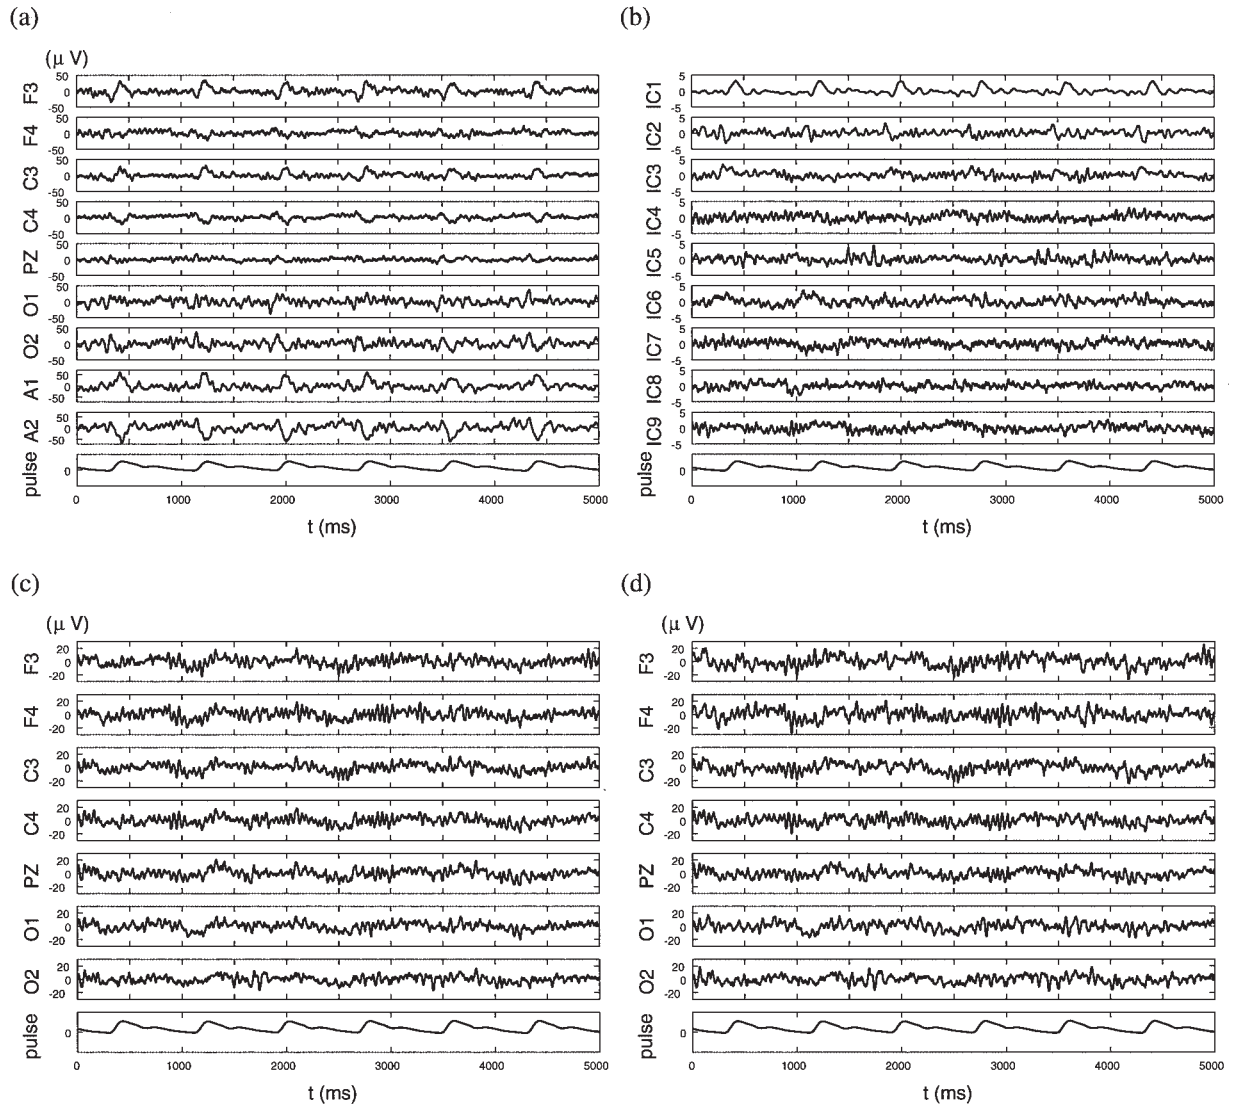 (a)
(μ V)
F3 50 0 -50
F4 50 0 -50
C3 50 0 -50
C4 50 0 -50
PZ 50 0 -50
O1 50 0 -50
O2 50 0 -50
A1 50 0 -50
A2 50 0 -50
pulse 0
0 1000 2000 3000 4000 5000
t (ms)
(b)
IC1 5 0 -5
IC2 5 0 -5
IC3 5 0 -5
IC4 5 0 -5
IC5 5 0 -5
IC6 5 0 -5
IC7 5 0 -5
IC8 5 0 -5
IC9 5 0 -5
pulse 0
0 1000 2000 3000 4000 5000
t (ms)
(c)
(μ V)
F3 20 0 -20
F4 20 0 -20
C3 20 0 -20
C4 20 0 -20
PZ 20 0 -20
O1 20 0 -20
O2 20 0 -20
pulse 0
0 1000 2000 3000 4000 5000
t (ms)
(d)
(μ V)
F3 20 0 -20
F4 20 0 -20
C3 20 0 -20
C4 20 0 -20
PZ 20 0 -20
O1 20 0 -20
O2 20 0 -20
pulse 0
0 1000 2000 3000 4000 5000
t (ms)